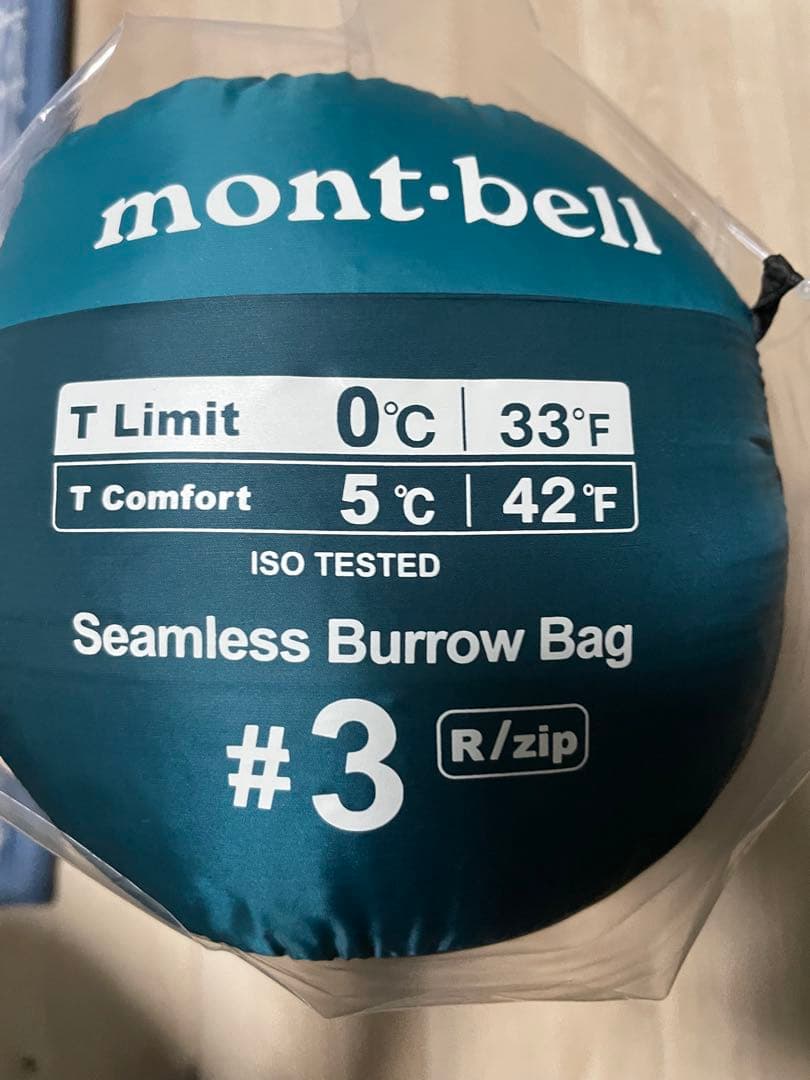 mont·bell
T Limit 0°C | 33°F
T Comfort 5°C | 42°F
ISO TESTED
Seamless Burrow Bag
#3 R/zip